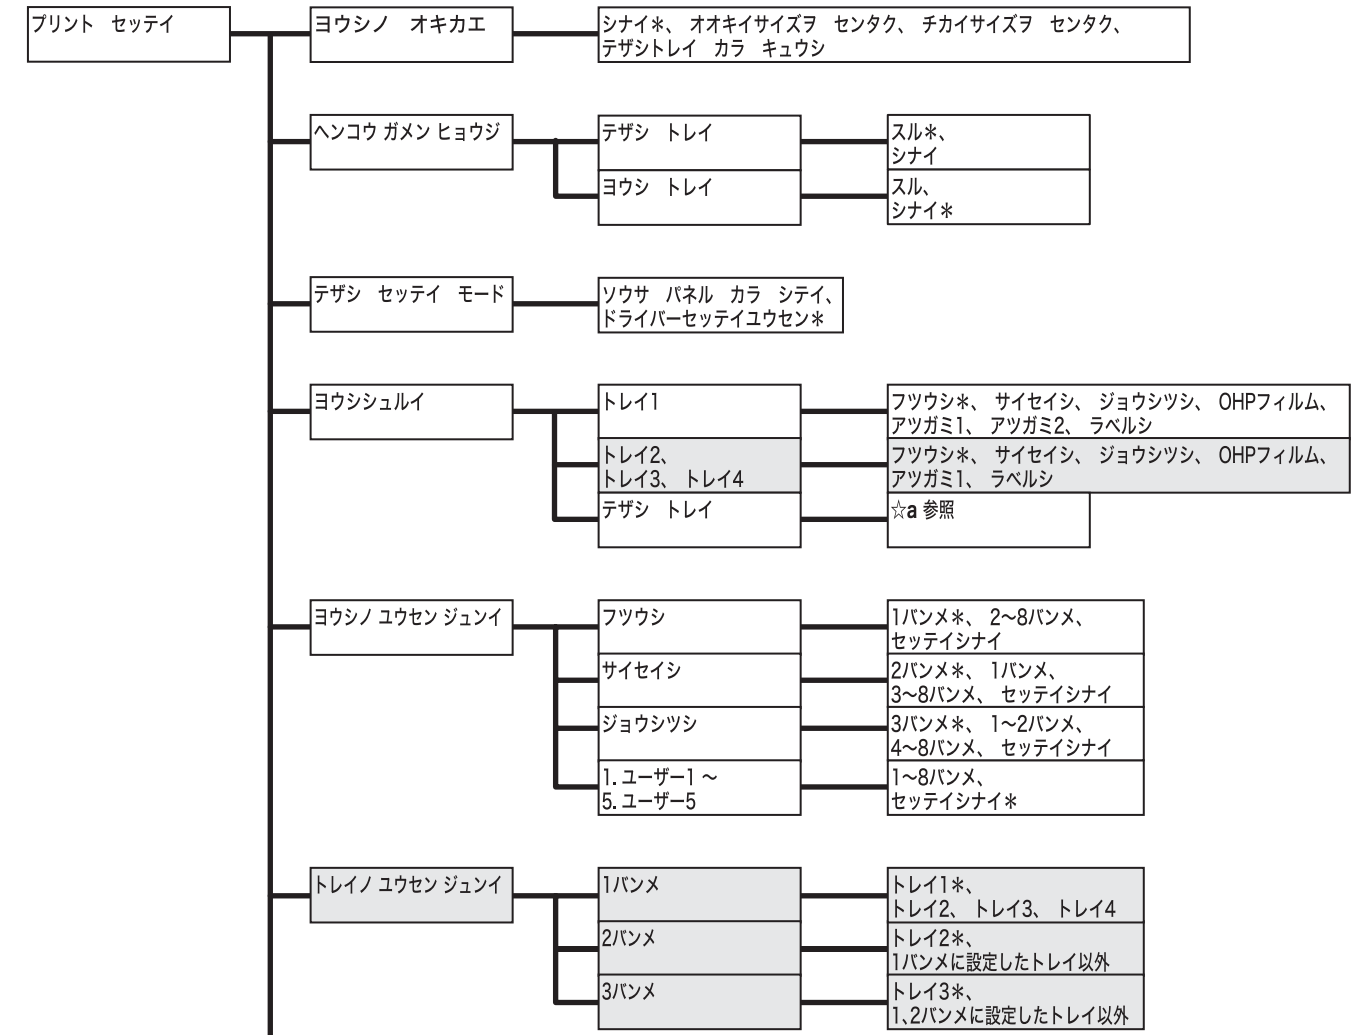 プリント セッテイ
ヨウシノ オキカエ
シナイ＊、 オオキイサイズヲ センタク、 チカイサイズヲ センタク、
テザシトレイ カラ キュウシ
ヘンコウ ガメン ヒョウジ
テザシ トレイ
スル＊、
シナイ
ヨウシ トレイ
スル、
シナイ＊
テザシ セッテイ モード
ソウサ パネル カラ シテイ、
ドライバーセッテイユウセン＊
ヨウシシュルイ
トレイ1
フツウシ＊、 サイセイシ、 ジョウシツシ、 OHPフィルム、
アツガミ1、 アツガミ2、 ラベルシ
トレイ2、
トレイ3、 トレイ4
フツウシ＊、 サイセイシ、 ジョウシツシ、 OHPフィルム、
アツガミ1、 ラベルシ
テザシ トレイ
☆a 参照
ヨウシノ ユウセン ジュンイ
フツウシ
1バンメ＊、 2〜8バンメ、
セッテイシナイ
サイセイシ
2バンメ＊、 1バンメ、
3〜8バンメ、 セッテイシナイ
ジョウシツシ
3バンメ＊、 1〜2バンメ、
4〜8バンメ、 セッテイシナイ
1. ユーザー1 〜
5. ユーザー5
1〜8バンメ、
セッテイシナイ＊
トレイノ ユウセン ジュンイ
1バンメ
トレイ1＊、
トレイ2、 トレイ3、 トレイ4
2バンメ
トレイ2＊、
1バンメに設定したトレイ以外
3バンメ
トレイ3＊、
1、2バンメに設定したトレイ以外